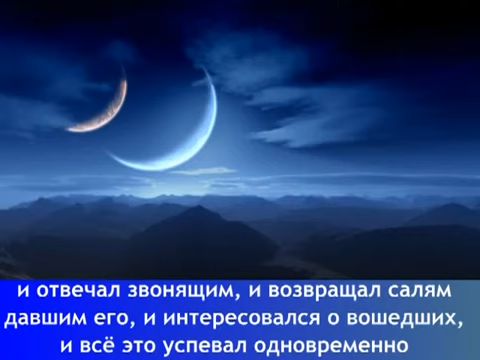 и отвечал звонящим, и возвращал салям
давшим его, и интересовался о вошедших,
и всё это успевал одновременно